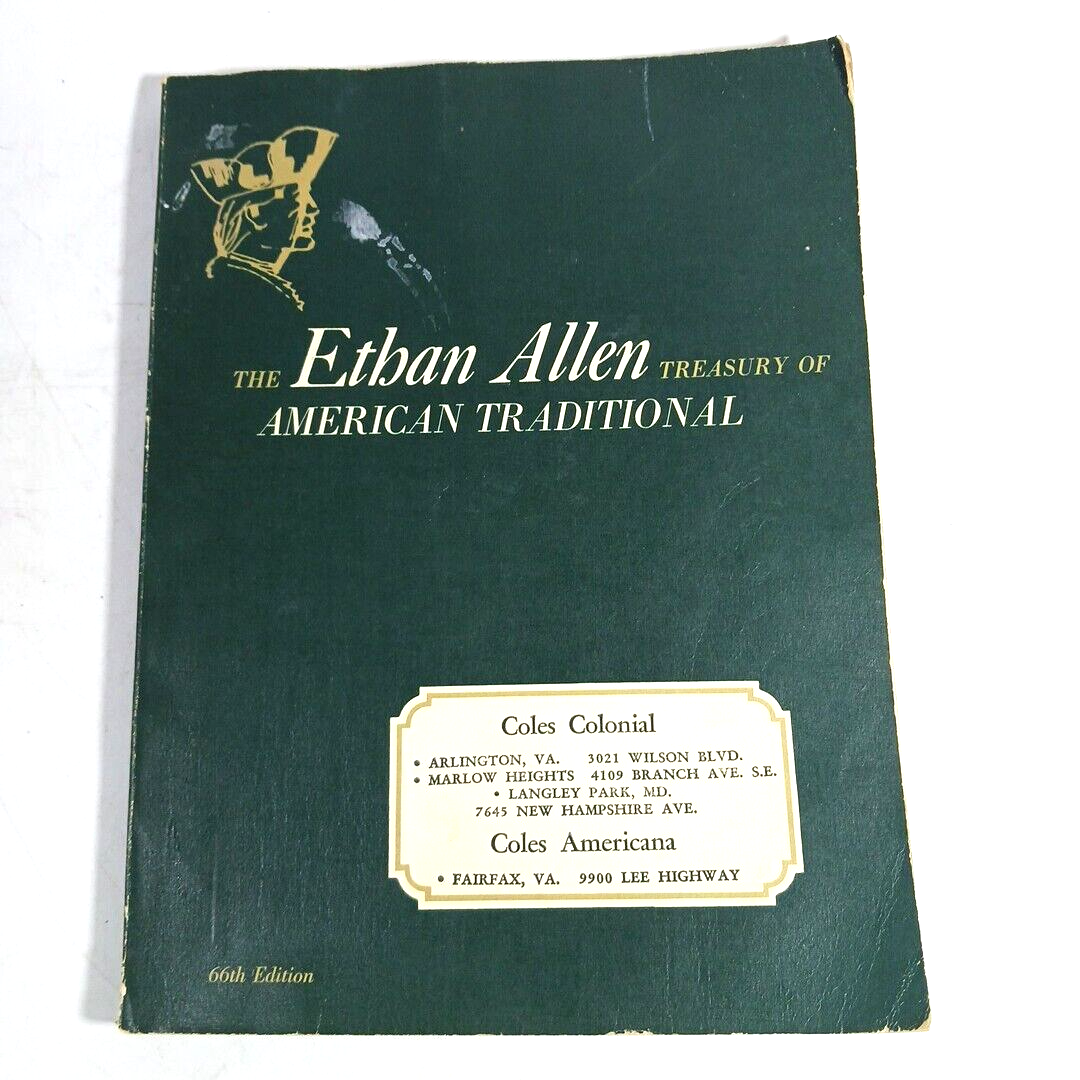 THE Ethan Allen TREASURY OF
AMERICAN TRADITIONAL
Coles Colonial
• ARLINGTON, VA. 3021 WILSON BLVD.
• MARLOW HEIGHTS 4109 BRANCH AVE. S.E.
• LANGLEY PARK, MD.
7645 NEW HAMPSHIRE AVE.
Coles Americana
• FAIRFAX, VA. 9900 LEE HIGHWAY
66th Edition